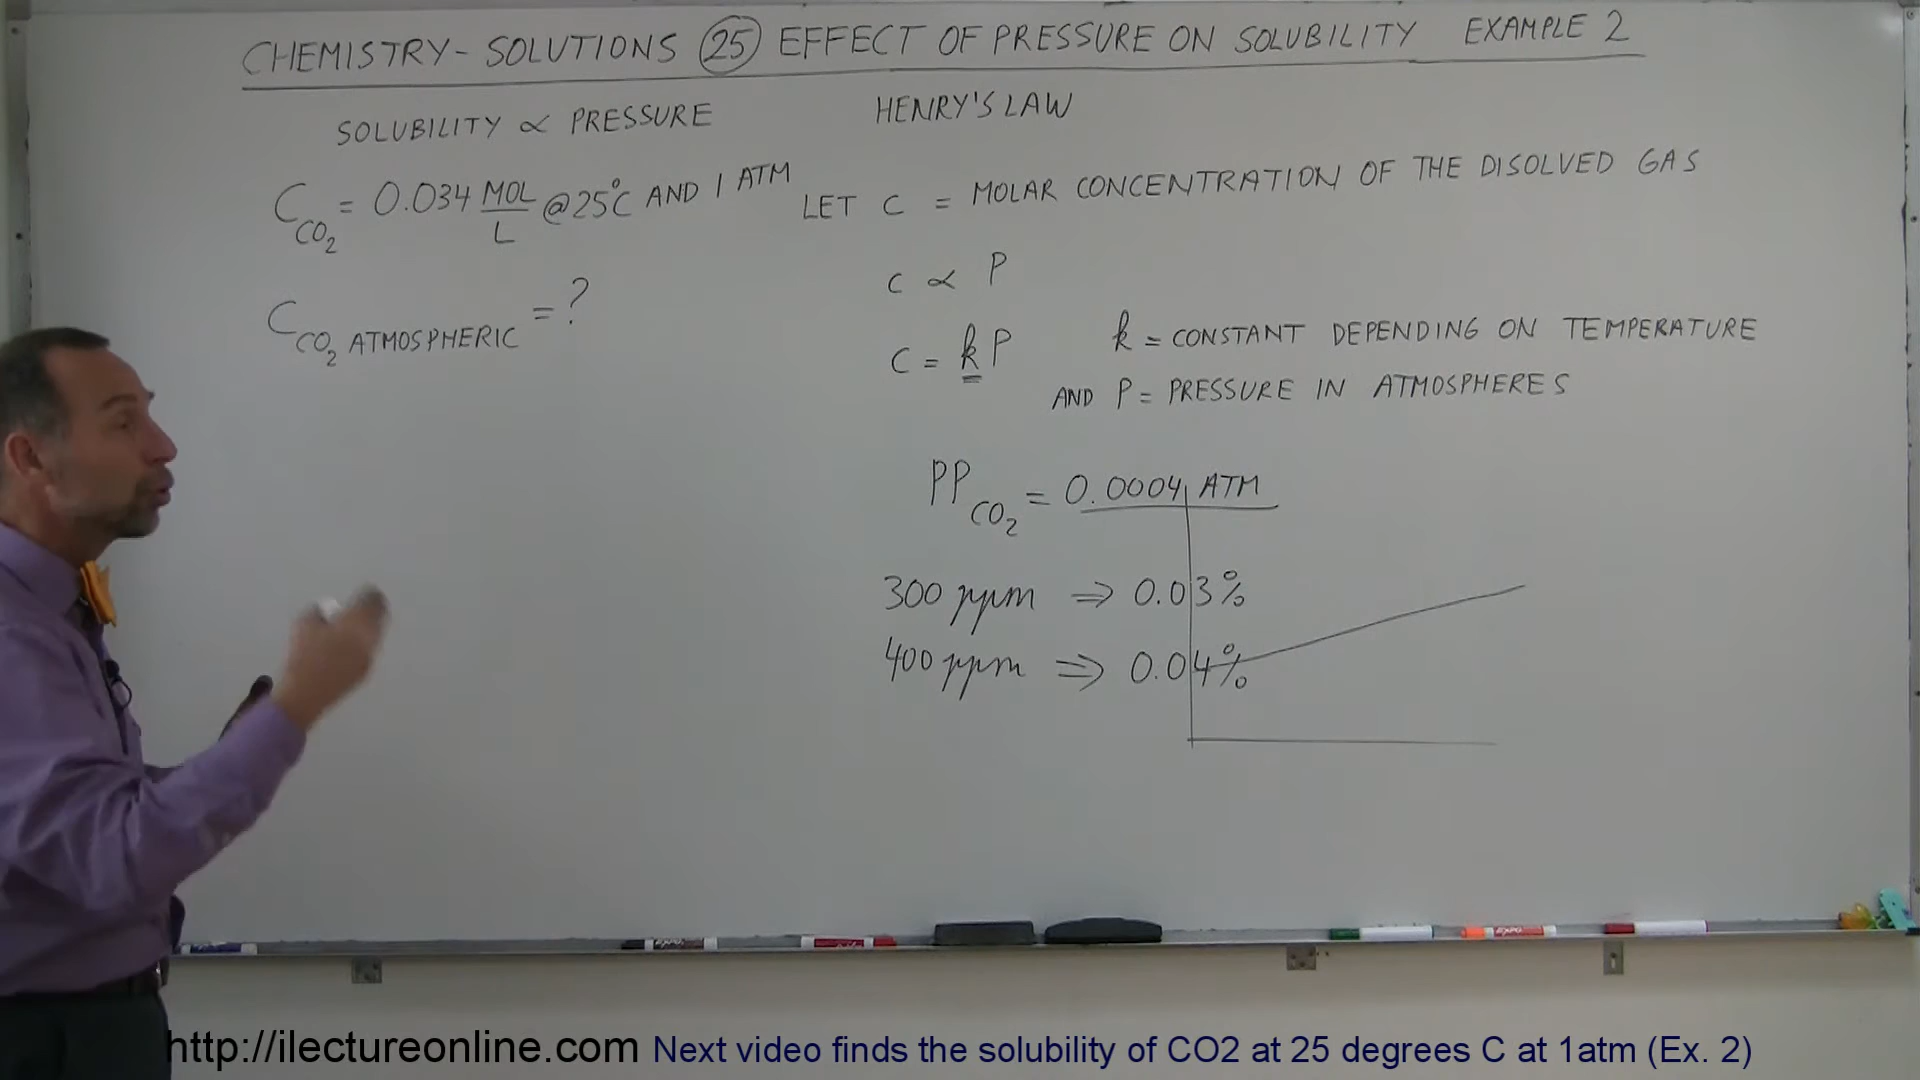 CHEMISTRY - SOLUTIONS 25 EFFECT OF PRESSURE ON SOLUBILITY EXAMPLE 2
SOLUBILITY ∝ PRESSURE
HENRY'S LAW
C_CO₂ = 0.034 MOL/L @25°C AND 1 ATM
LET C = MOLAR CONCENTRATION OF THE DISOLVED GAS
C_CO₂ ATMOSPHERIC = ?
C ∝ P
C = kP
k = CONSTANT DEPENDING ON TEMPERATURE
AND P = PRESSURE IN ATMOSPHERES
PP_CO₂ = 0.0004 ATM
300 ppm ⇒ 0.03%
400 ppm ⇒ 0.04%
http://ilectureonline.com Next video finds the solubility of CO2 at 25 degrees C at 1atm (Ex. 2)